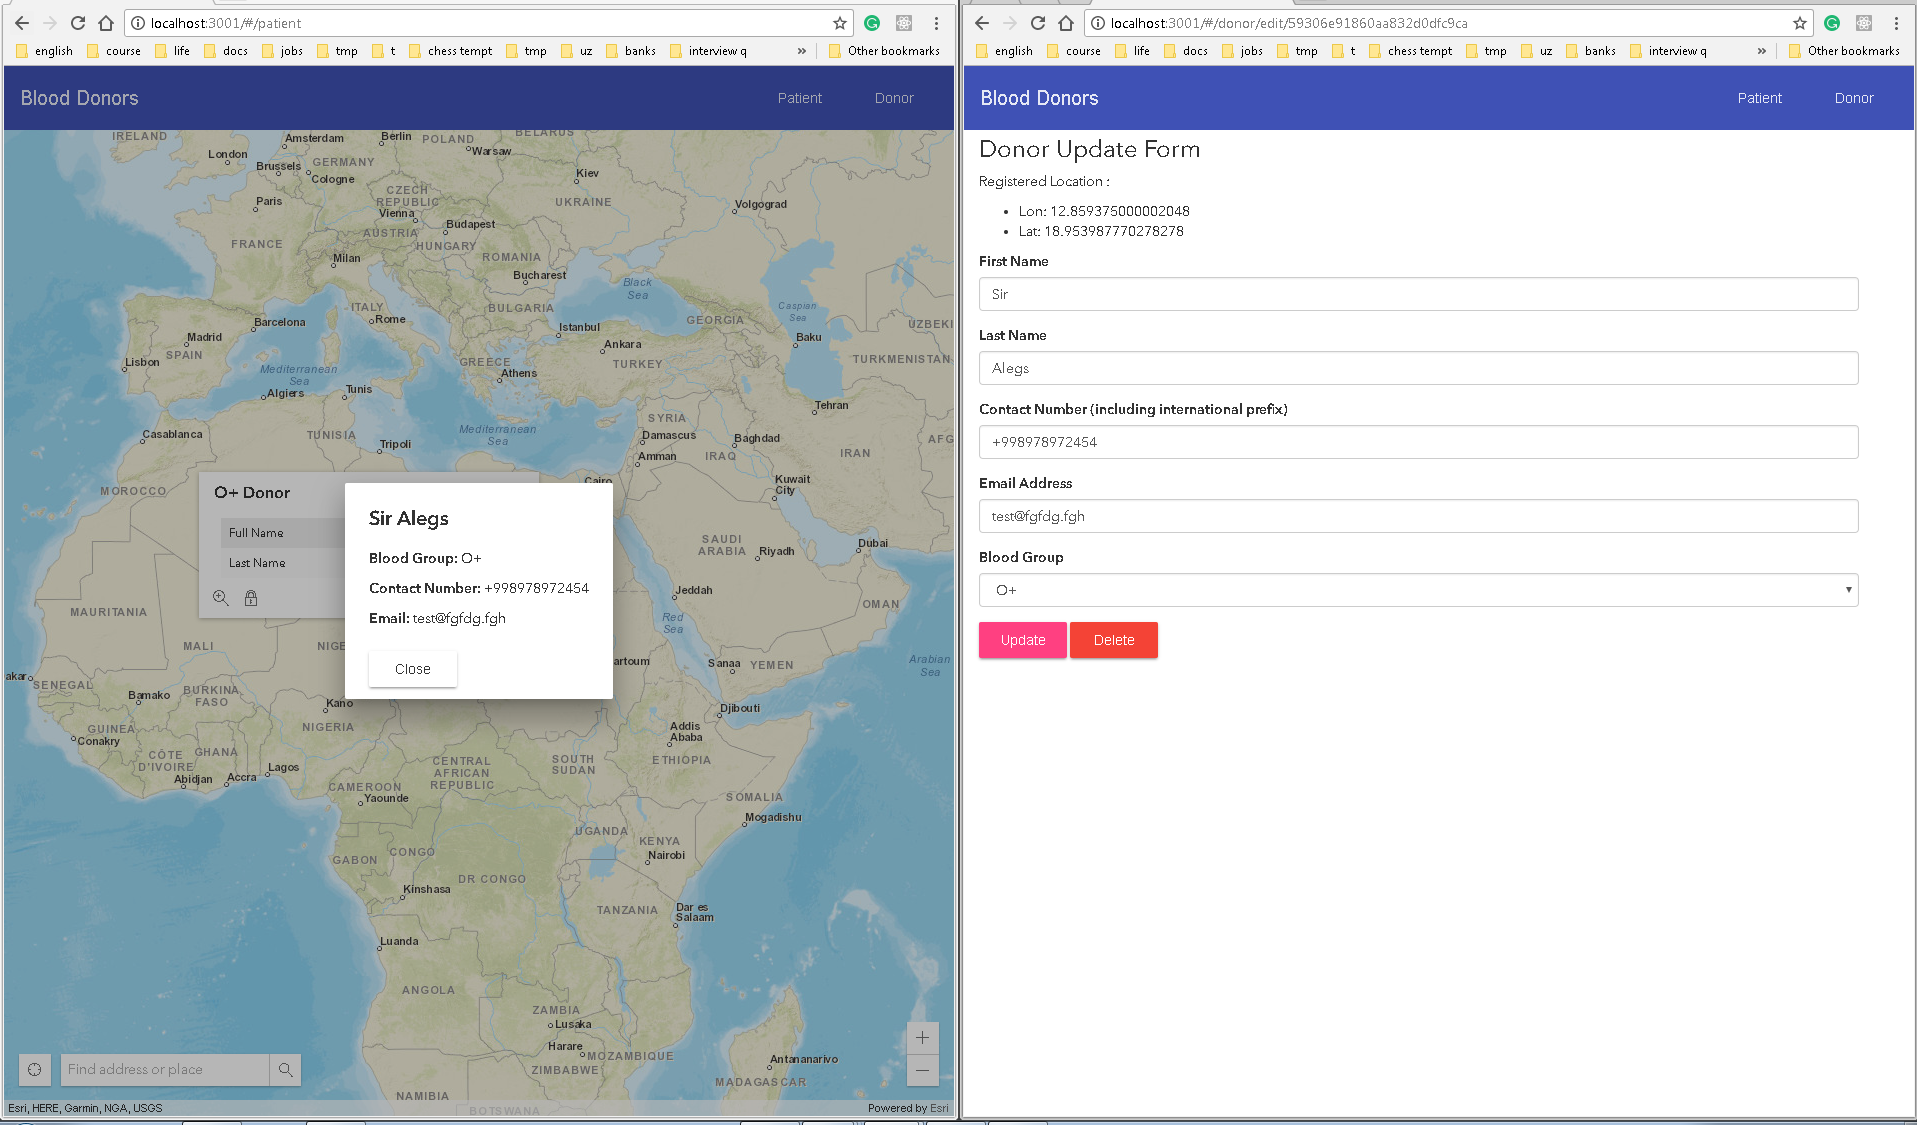 localhost:3001/#/patient
english course life docs jobs tmp t chess tempt tmp uz banks interview q » Other bookmarks
Blood Donors Patient Donor
IRELAND
Amsterdam
Berlin
POLAND
BELARUS
London
Warsaw
Brussels
GERMANY
Cologne
Kiev
CZECH
REPUBLIC
UKRAINE
Paris
Vienna
Volgograd
Budapest
AUSTRIA
FRANCE
HUNGARY
Milan
ROMANIA
Bucharest
Black
Sea
Caspian
Sea
ITALY
BULGARIA
Barcelona
Rome
GEORGIA
UZBEKI
Istanbul
Madrid
Ankara
Baku
SPAIN
Lisbon
GREECE
TURKEY
TURKMENISTAN
Mediterranean
Sea
Athens
Algiers
Tunis
Tehran
SYRIA
Casablanca
TUNISIA
Mediterranean
Sea
Tripoli
Damascus
Baghdad
AFG
Amman
IRAQ
IRAN
Cairo
Kuwait
City
MOROCCO
O+ Donor
Full Name
Last Name
Sir Alegs
Blood Group: O+
Contact Number: +998978972454
Email: test@fgfdg.fgh
Close
SAUDI
ARABIA
Riyadh
Dubai
Jeddah
OMAN
MAURITANIA
Red
Sea
MALI
NIGE
artoum
Sanaa
YEMEN
Arabian
Sea
akar
SENEGAL
Bamako
BURKINA
FASO
Kano
Djibouti
GUINEA
Conakry
NIGERIA
Addis
Ababa
CÔTE
D'IVOIRE
GHANA
CENTRAL
AFRICAN
REPUBLIC
SOUTH
SUDAN
ETHIOPIA
Abidjan
Accra
Lagos
CAMEROON
Yaounde
SOMALIA
Mogadishu
UGANDA
KENYA
GABON
CONGO
Nairobi
DR CONGO
Kinshasa
TANZANIA
Dar es
Salaam
Luanda
ANGOLA
ZAMBIA
Lusaka
Harare
MOZAMBIQUE
ZIMBABWE
Antananarivo
MADAGASCAR
NAMIBIA
BOTSWANA
+
−
Find address or place
Esri, HERE, Garmin, NGA, USGS Powered by Esri
localhost:3001/#/donor/edit/59306e91860aa832d0dfc9ca
english course life docs jobs tmp t chess tempt tmp uz banks interview q » Other bookmarks
Blood Donors Patient Donor
Donor Update Form
Registered Location :
• Lon: 12.859375000002048
• Lat: 18.953987770278278
First Name
Sir
Last Name
Alegs
Contact Number (including international prefix)
+998978972454
Email Address
test@fgfdg.fgh
Blood Group
O+
Update Delete